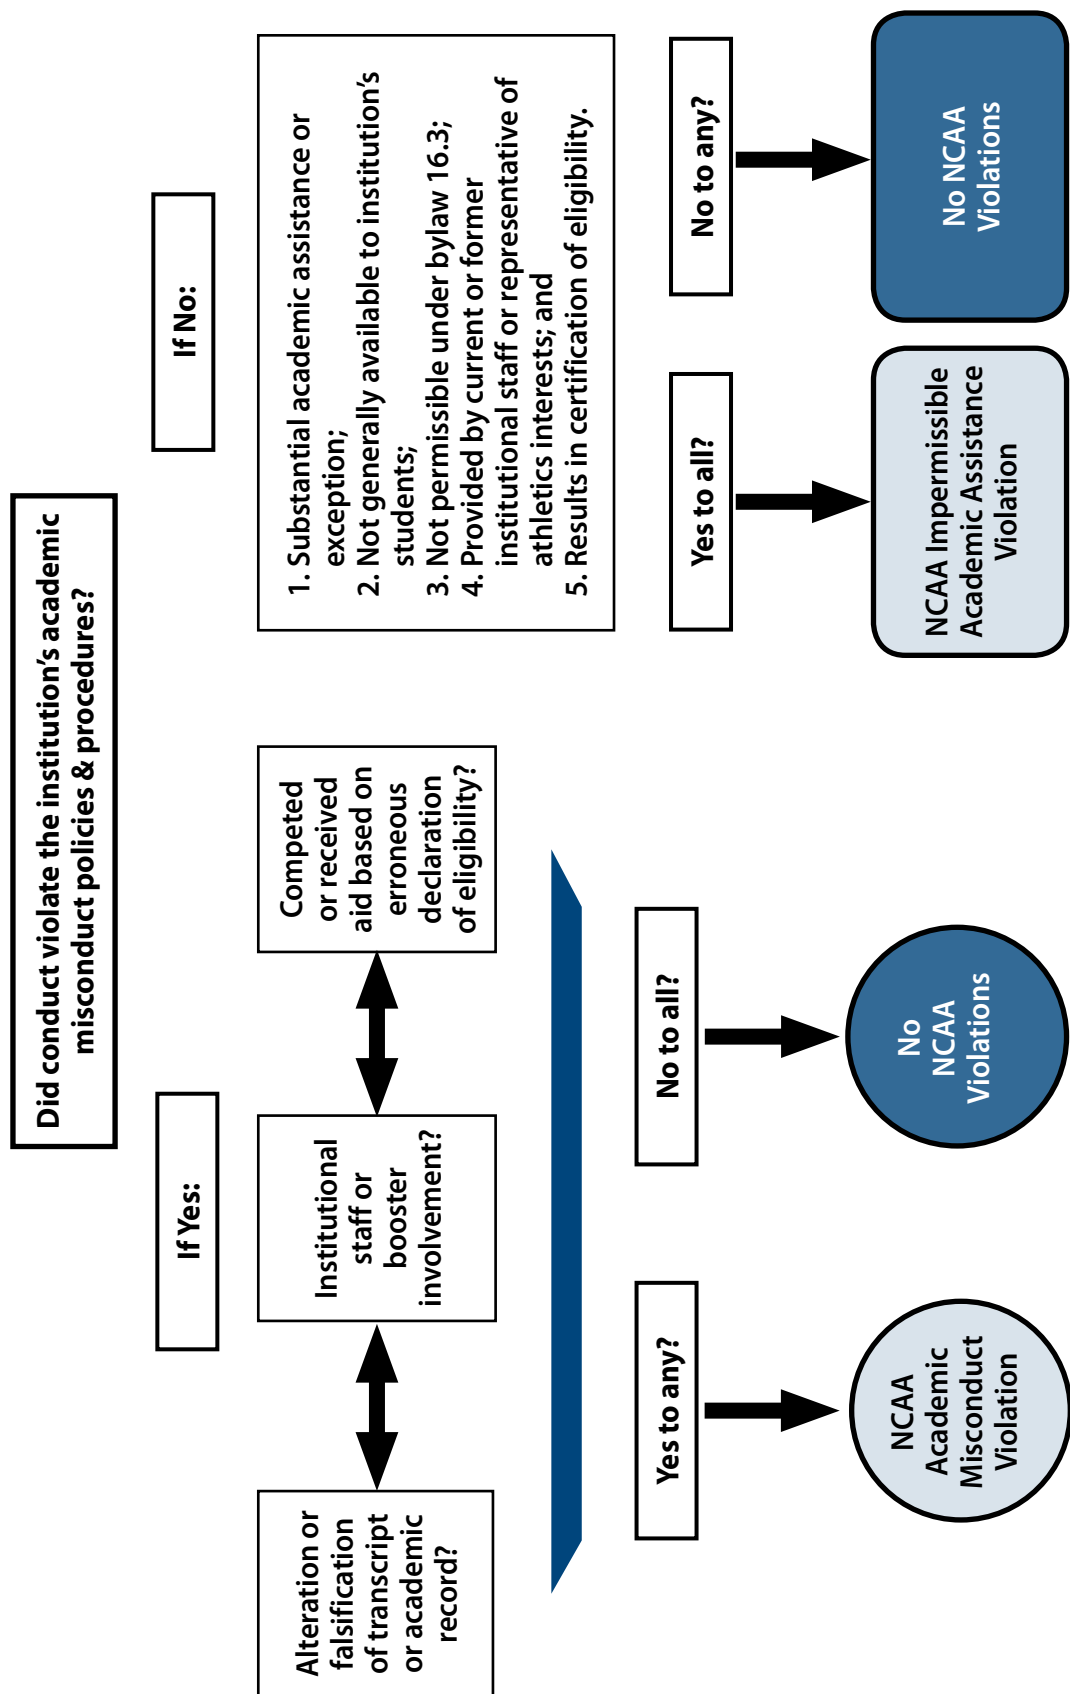 Did conduct violate the institution’s academic
misconduct policies & procedures?
If Yes:
Alteration or
falsification
of transcript
or academic
record?
Institutional
staff or
booster
involvement?
Competed
or received
aid based on
erroneous
declaration
of eligibility?
Yes to any?
NCAA
Academic
Misconduct
Violation
No to all?
No
NCAA
Violations
If No:
1. Substantial academic assistance or
exception;
2. Not generally available to institution’s
students;
3. Not permissible under bylaw 16.3;
4. Provided by current or former
institutional staff or representative of
athletics interests; and
5. Results in certification of eligibility.
Yes to all?
NCAA Impermissible
Academic Assistance
Violation
No to any?
No NCAA
Violations